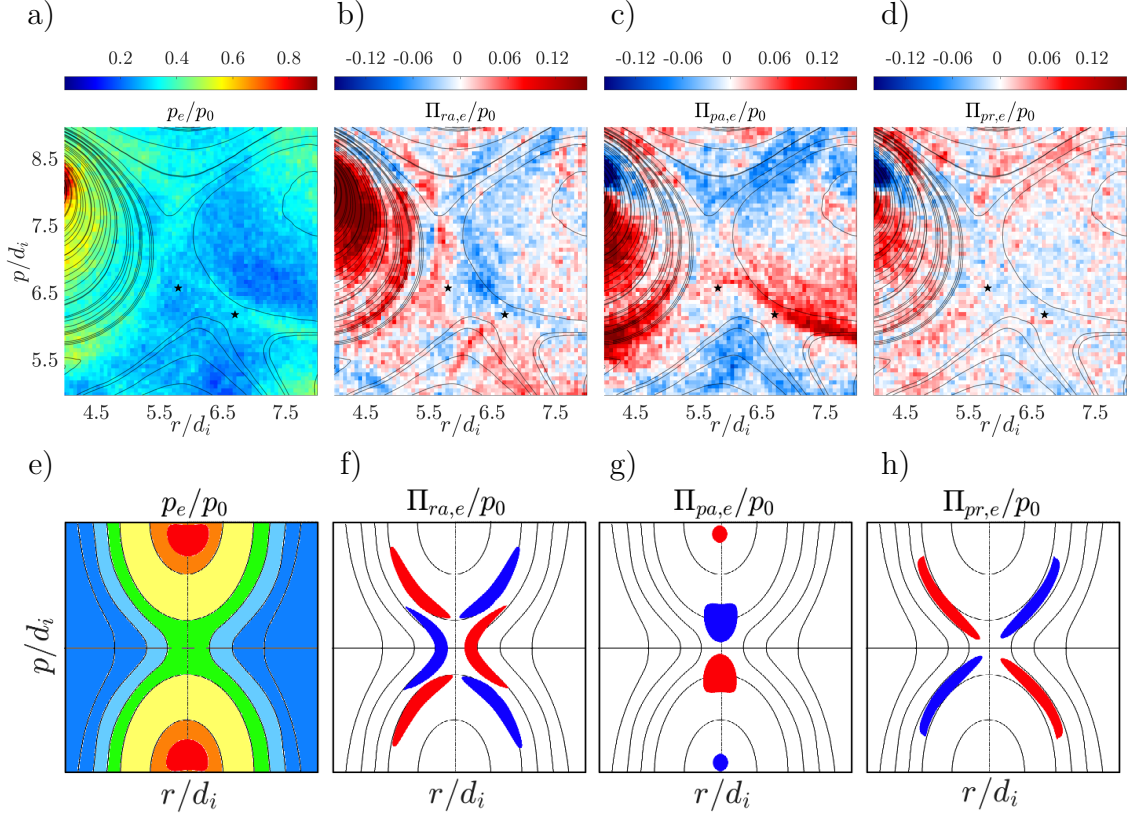 a) b) c) d)
0.2 0.4 0.6 0.8 -0.12 -0.06 0 0.06 0.12 -0.12 -0.06 0 0.06 0.12 -0.12 -0.06 0 0.06 0.12
p_e/p_0 Π_{ra,e}/p_0 Π_{pa,e}/p_0 Π_{pr,e}/p_0
8.5
7.5
p/d_i
6.5
5.5
4.5 5.5 6.5 7.5 4.5 5.5 6.5 7.5 4.5 5.5 6.5 7.5 4.5 5.5 6.5 7.5
r/d_i r/d_i r/d_i r/d_i
e) f) g) h)
p_e/p_0 Π_{ra,e}/p_0 Π_{pa,e}/p_0 Π_{pr,e}/p_0
p/d_i
r/d_i r/d_i r/d_i r/d_i